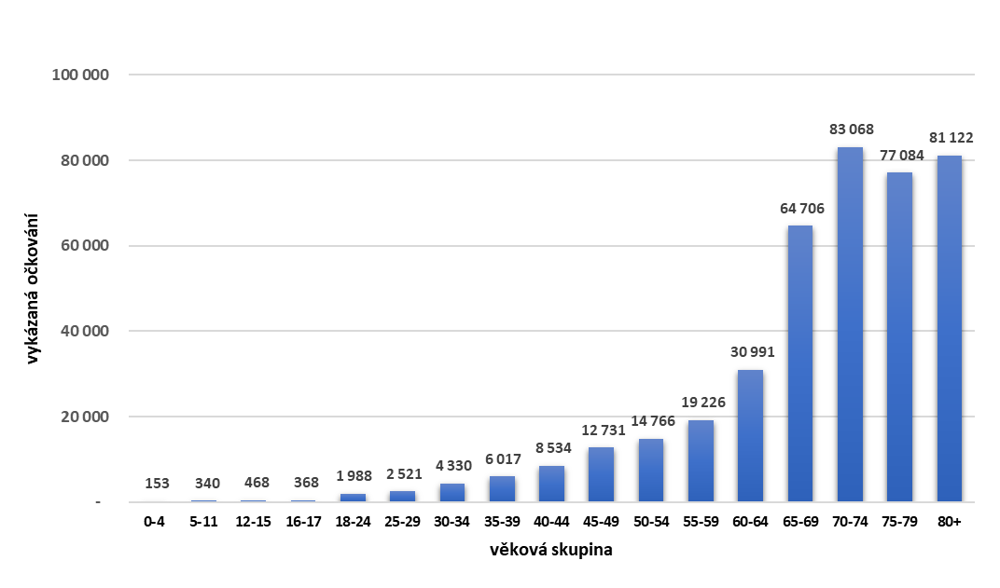 100 000
80 000
60 000
40 000
20 000
-
vykázaná očkování
153 340 468 368 1 988 2 521 4 330 6 017 8 534 12 731 14 766 19 226 30 991 64 706 83 068 77 084 81 122
0-4 5-11 12-15 16-17 18-24 25-29 30-34 35-39 40-44 45-49 50-54 55-59 60-64 65-69 70-74 75-79 80+
věková skupina